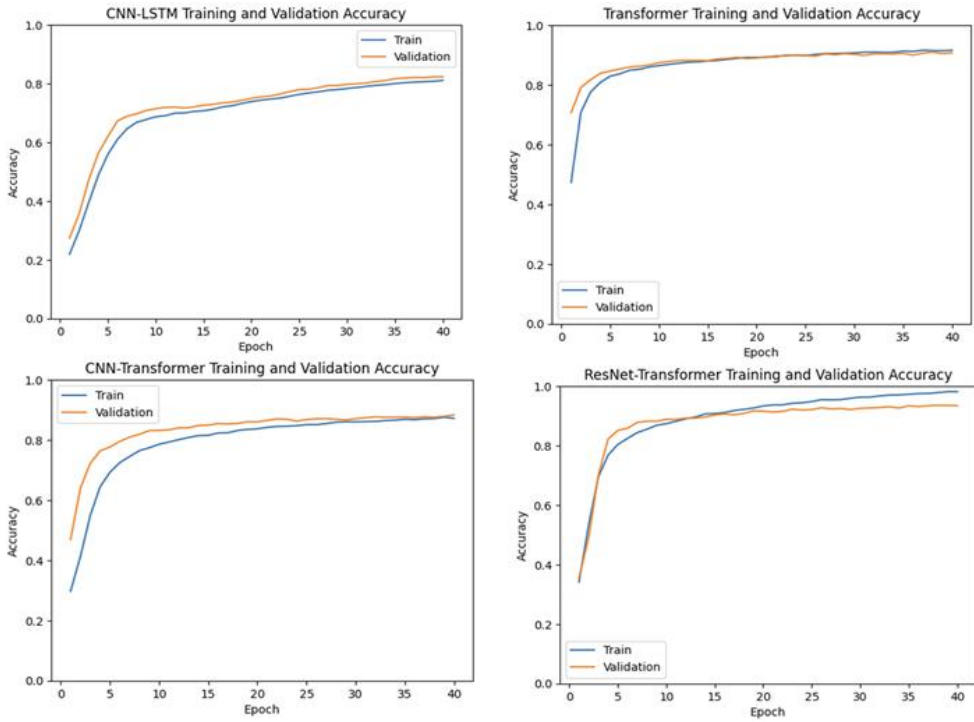 CNN-LSTM Training and Validation Accuracy
1.0
0.8
0.6
0.4
0.2
0.0
Accuracy
Train
Validation
0 5 10 15 20 25 30 35 40
Epoch
Transformer Training and Validation Accuracy
1.0
0.8
0.6
0.4
0.2
0.0
Accuracy
Train
Validation
0 5 10 15 20 25 30 35 40
Epoch
CNN-Transformer Training and Validation Accuracy
1.0
0.8
0.6
0.4
0.2
0.0
Accuracy
Train
Validation
0 5 10 15 20 25 30 35 40
Epoch
ResNet-Transformer Training and Validation Accuracy
1.0
0.8
0.6
0.4
0.2
0.0
Accuracy
Train
Validation
0 5 10 15 20 25 30 35 40
Epoch